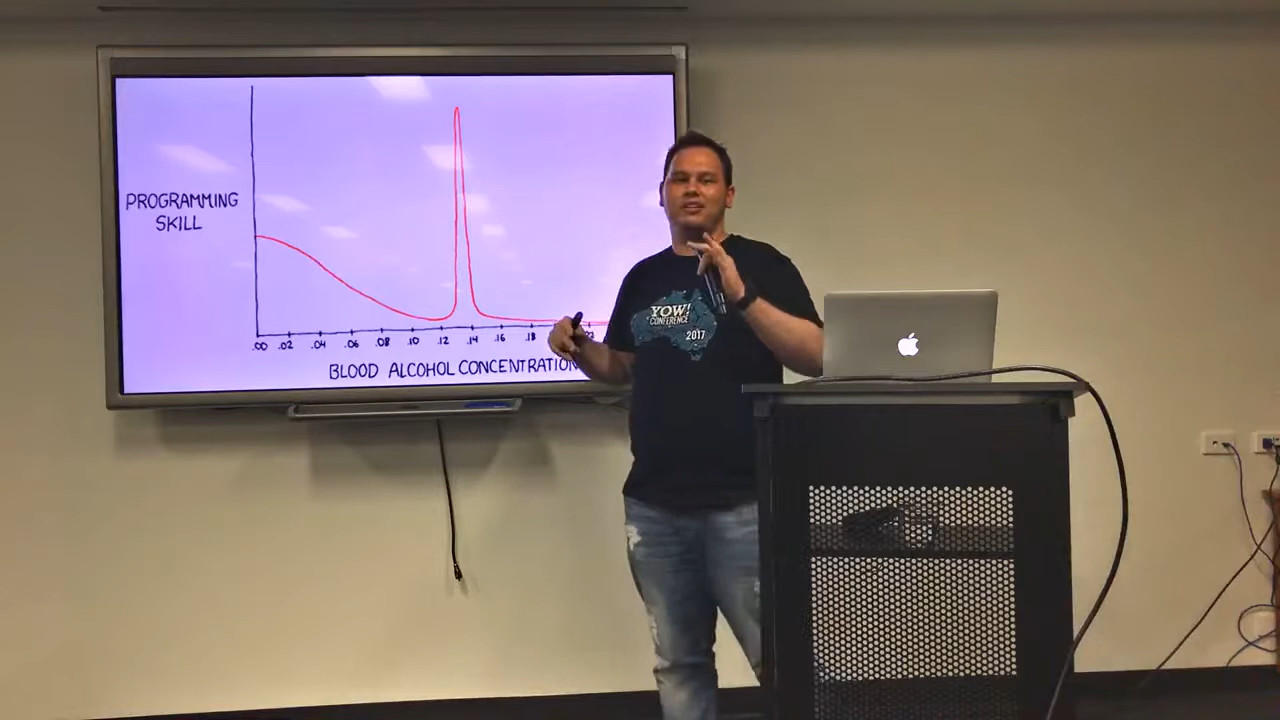 PROGRAMMING
SKILL
.00 .02 .04 .06 .08 .10 .12 .14 .16 .18
BLOOD ALCOHOL CONCENTRATION
YOW!
CONFERENCE
2017